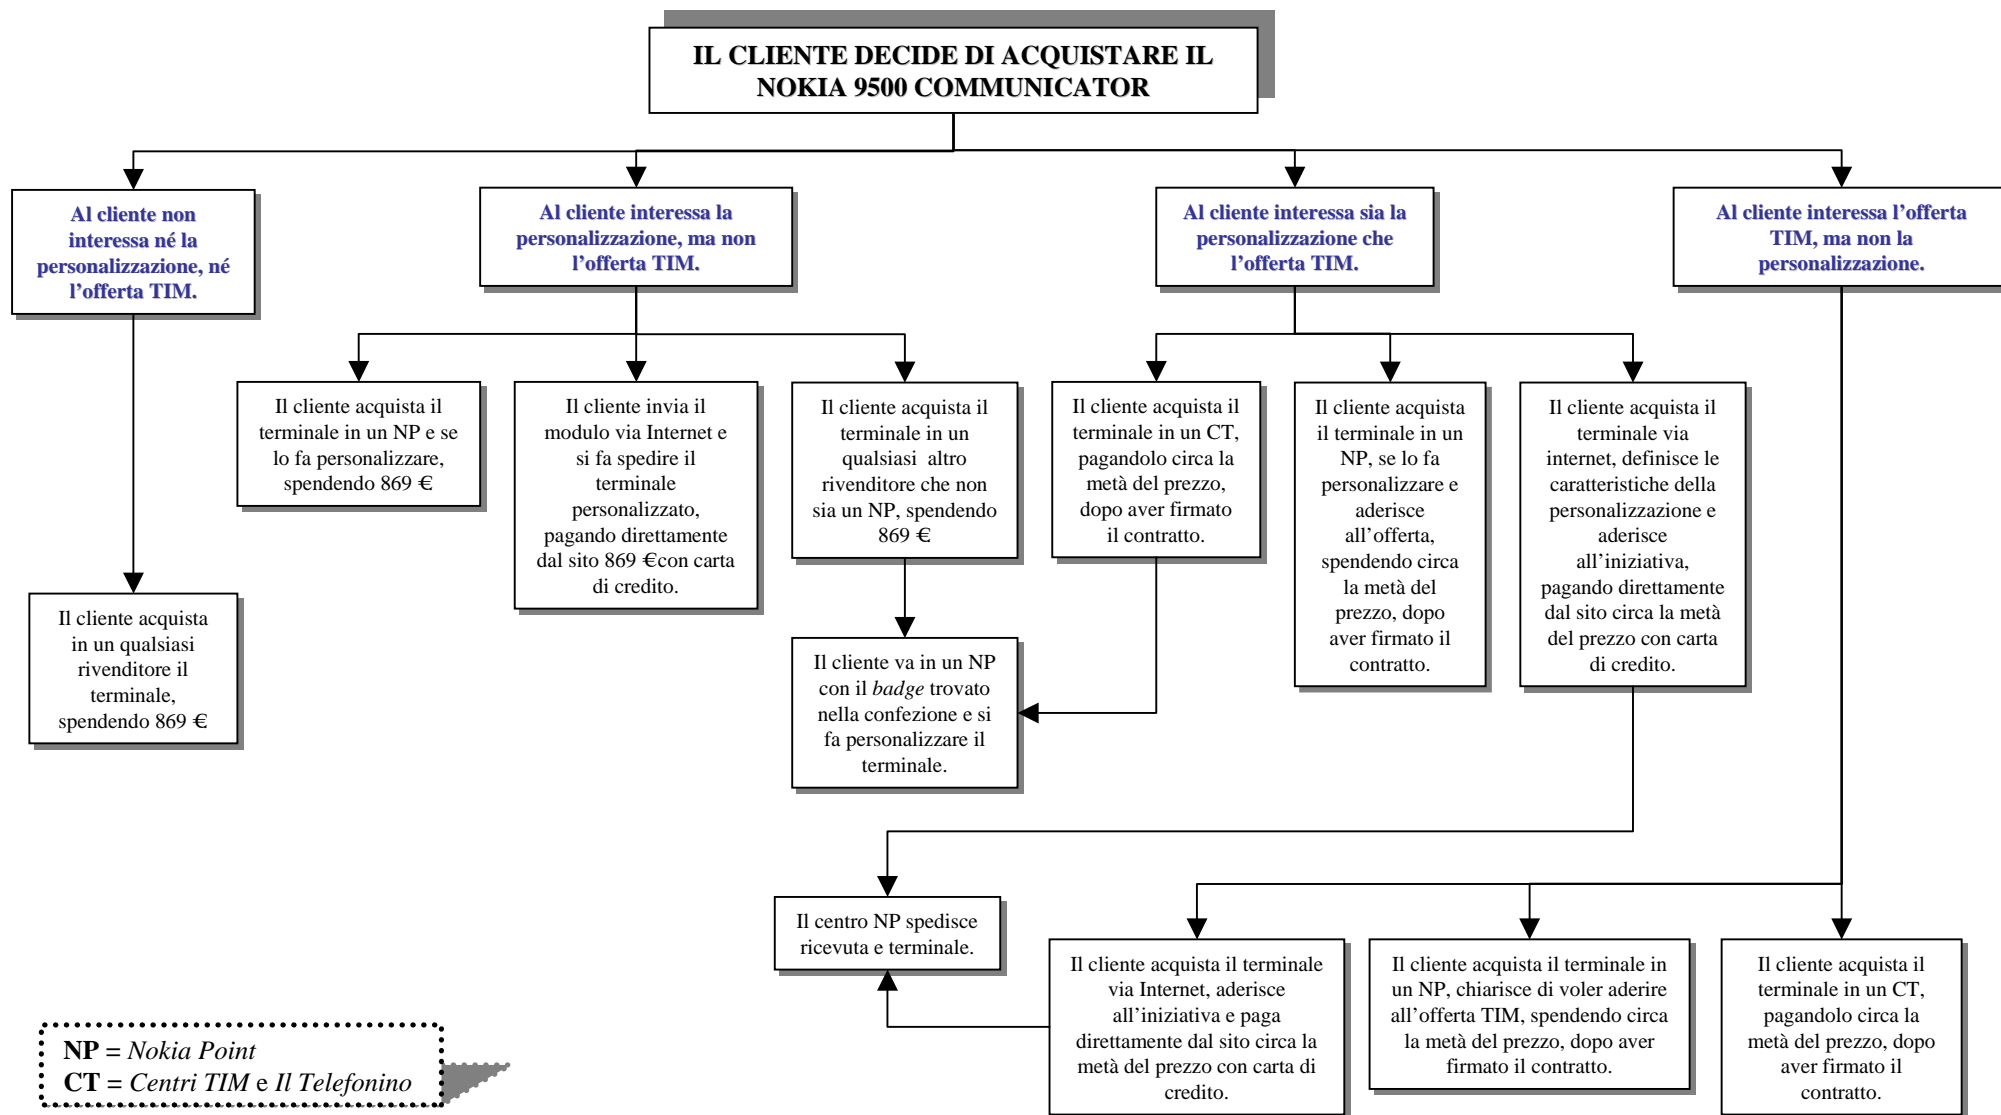 IL CLIENTE DECIDE DI ACQUISTARE IL
NOKIA 9500 COMMUNICATOR
Al cliente non
interessa né la
personalizzazione, né
l’offerta TIM.
Al cliente interessa la
personalizzazione, ma non
l’offerta TIM.
Al cliente interessa sia la
personalizzazione che
l’offerta TIM.
Al cliente interessa l’offerta
TIM, ma non la
personalizzazione.
Il cliente acquista il
terminale in un NP e se
lo fa personalizzare,
spendendo 869 €
Il cliente invia il
modulo via Internet e
si fa spedire il
terminale
personalizzato,
pagando direttamente
dal sito 869 €con carta
di credito.
Il cliente acquista il
terminale in un
qualsiasi altro
rivenditore che non
sia un NP, spendendo
869 €
Il cliente acquista il
terminale in un CT,
pagandolo circa la
metà del prezzo,
dopo aver firmato
il contratto.
Il cliente acquista
il terminale in un
NP, se lo fa
personalizzare e
aderisce
all’offerta,
spendendo circa
la metà del
prezzo, dopo
aver firmato il
contratto.
Il cliente acquista il
terminale via
internet, definisce le
caratteristiche della
personalizzazione e
aderisce
all’iniziativa,
pagando direttamente
dal sito circa la metà
del prezzo con carta
di credito.
Il cliente acquista
in un qualsiasi
rivenditore il
terminale,
spendendo 869 €
Il cliente va in un NP
con il badge trovato
nella confezione e si
fa personalizzare il
terminale.
Il centro NP spedisce
ricevuta e terminale.
Il cliente acquista il terminale
via Internet, aderisce
all’iniziativa e paga
direttamente dal sito circa la
metà del prezzo con carta di
credito.
Il cliente acquista il terminale in
un NP, chiarisce di voler aderire
all’offerta TIM, spendendo circa
la metà del prezzo, dopo aver
firmato il contratto.
Il cliente acquista il
terminale in un CT,
pagandolo circa la
metà del prezzo, dopo
aver firmato il
contratto.
NP = Nokia Point
CT = Centri TIM e Il Telefonino